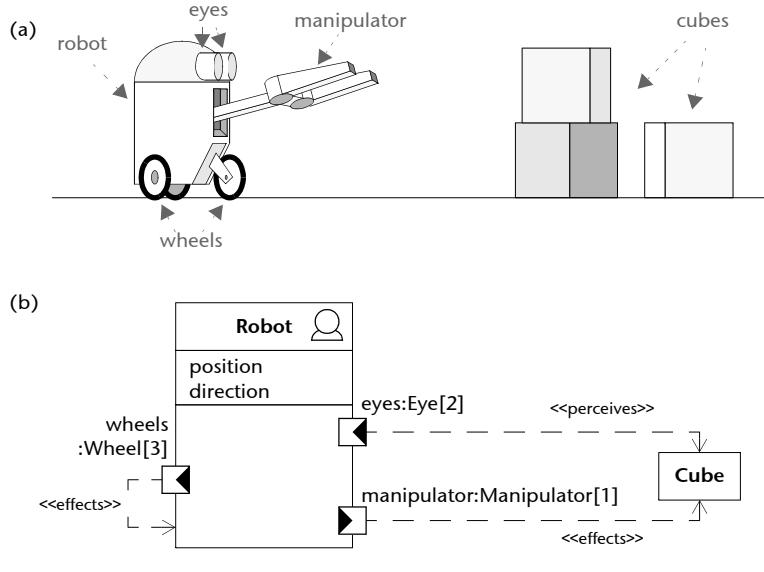 (a)
eyes
manipulator
cubes
robot
wheels
(b)
Robot
position
direction
eyes:Eye[2]
<<perceives>>
wheels
:Wheel[3]
Cube
manipulator:Manipulator[1]
<<effects>>
<<effects>>